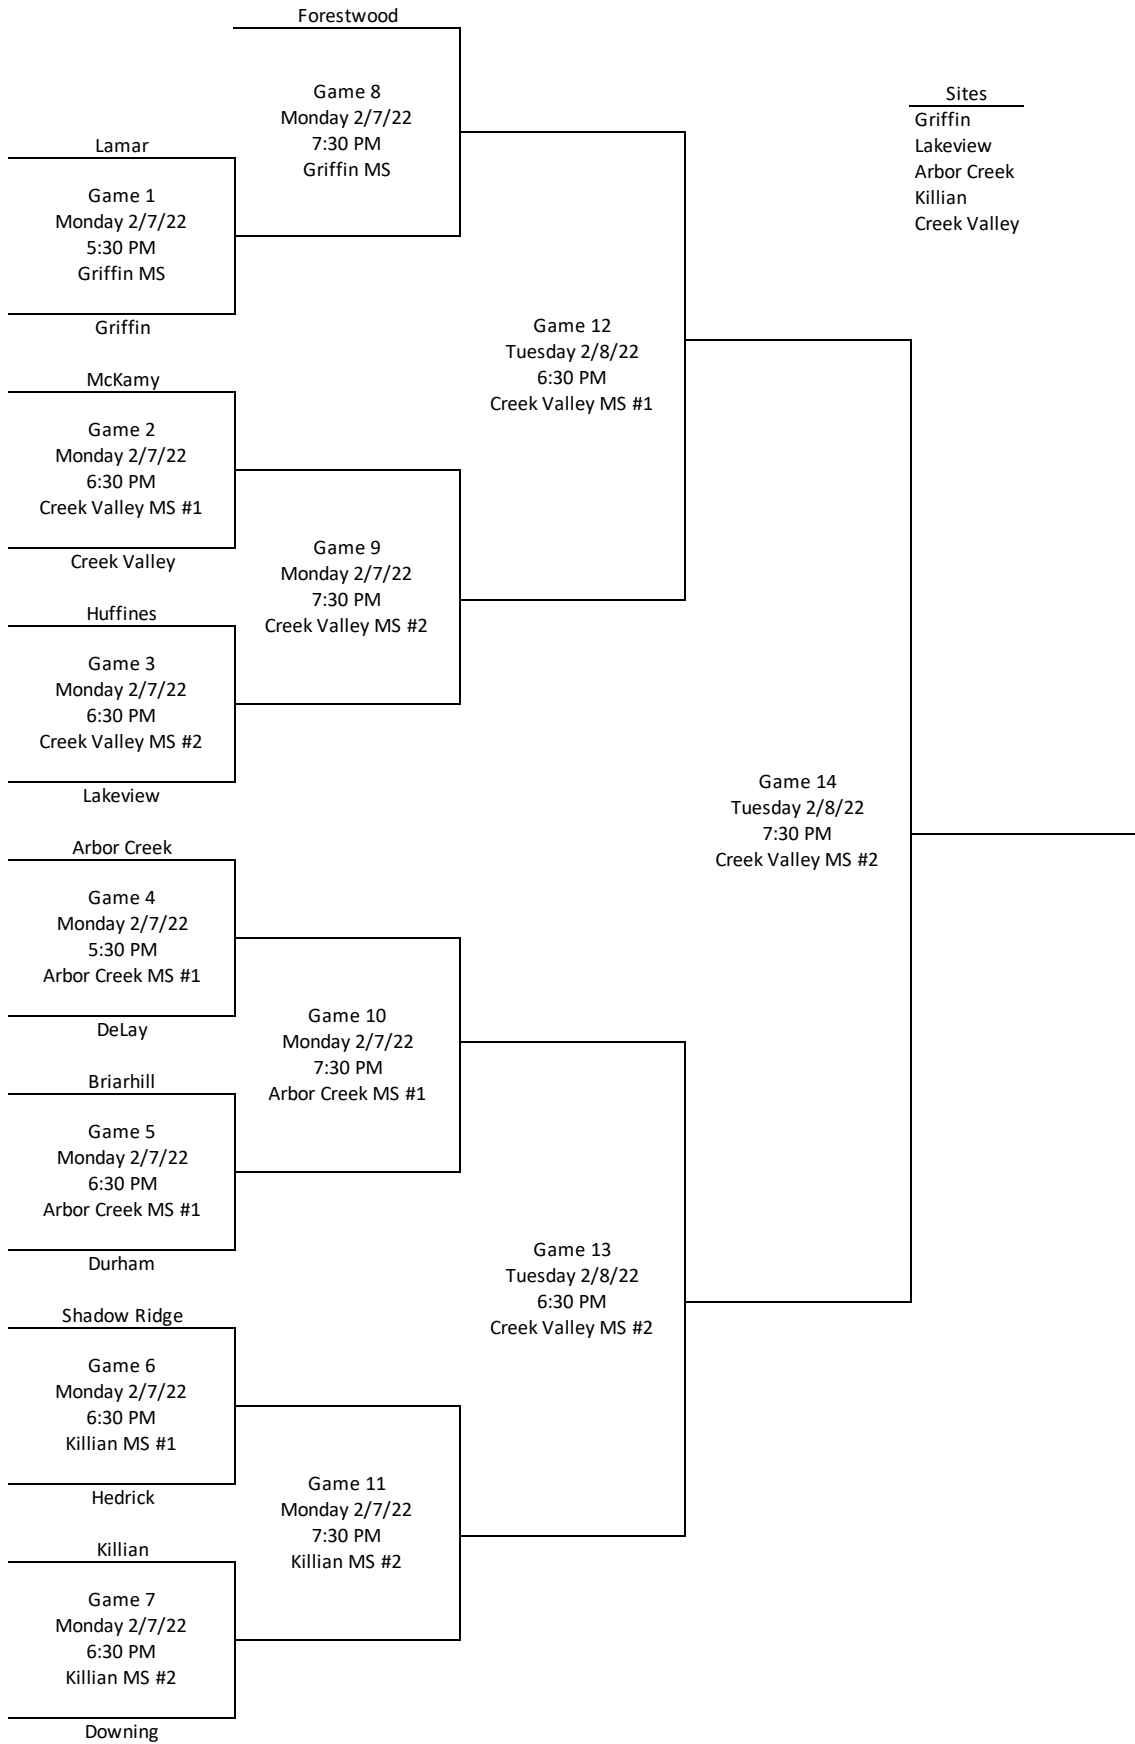 Forestwood
Game 8
Monday 2/7/22
7:30 PM
Griffin MS
Sites
Griffin
Lakeview
Arbor Creek
Killian
Creek Valley
Lamar
Game 1
Monday 2/7/22
5:30 PM
Griffin MS
Griffin
Game 12
Tuesday 2/8/22
6:30 PM
Creek Valley MS #1
McKamy
Game 2
Monday 2/7/22
6:30 PM
Creek Valley MS #1
Creek Valley
Game 9
Monday 2/7/22
7:30 PM
Creek Valley MS #2
Huffines
Game 3
Monday 2/7/22
6:30 PM
Creek Valley MS #2
Lakeview
Game 14
Tuesday 2/8/22
7:30 PM
Creek Valley MS #2
Arbor Creek
Game 4
Monday 2/7/22
5:30 PM
Arbor Creek MS #1
DeLay
Game 10
Monday 2/7/22
7:30 PM
Arbor Creek MS #1
Briarhill
Game 5
Monday 2/7/22
6:30 PM
Arbor Creek MS #1
Durham
Game 13
Tuesday 2/8/22
6:30 PM
Creek Valley MS #2
Shadow Ridge
Game 6
Monday 2/7/22
6:30 PM
Killian MS #1
Hedrick
Game 11
Monday 2/7/22
7:30 PM
Killian MS #2
Killian
Game 7
Monday 2/7/22
6:30 PM
Killian MS #2
Downing